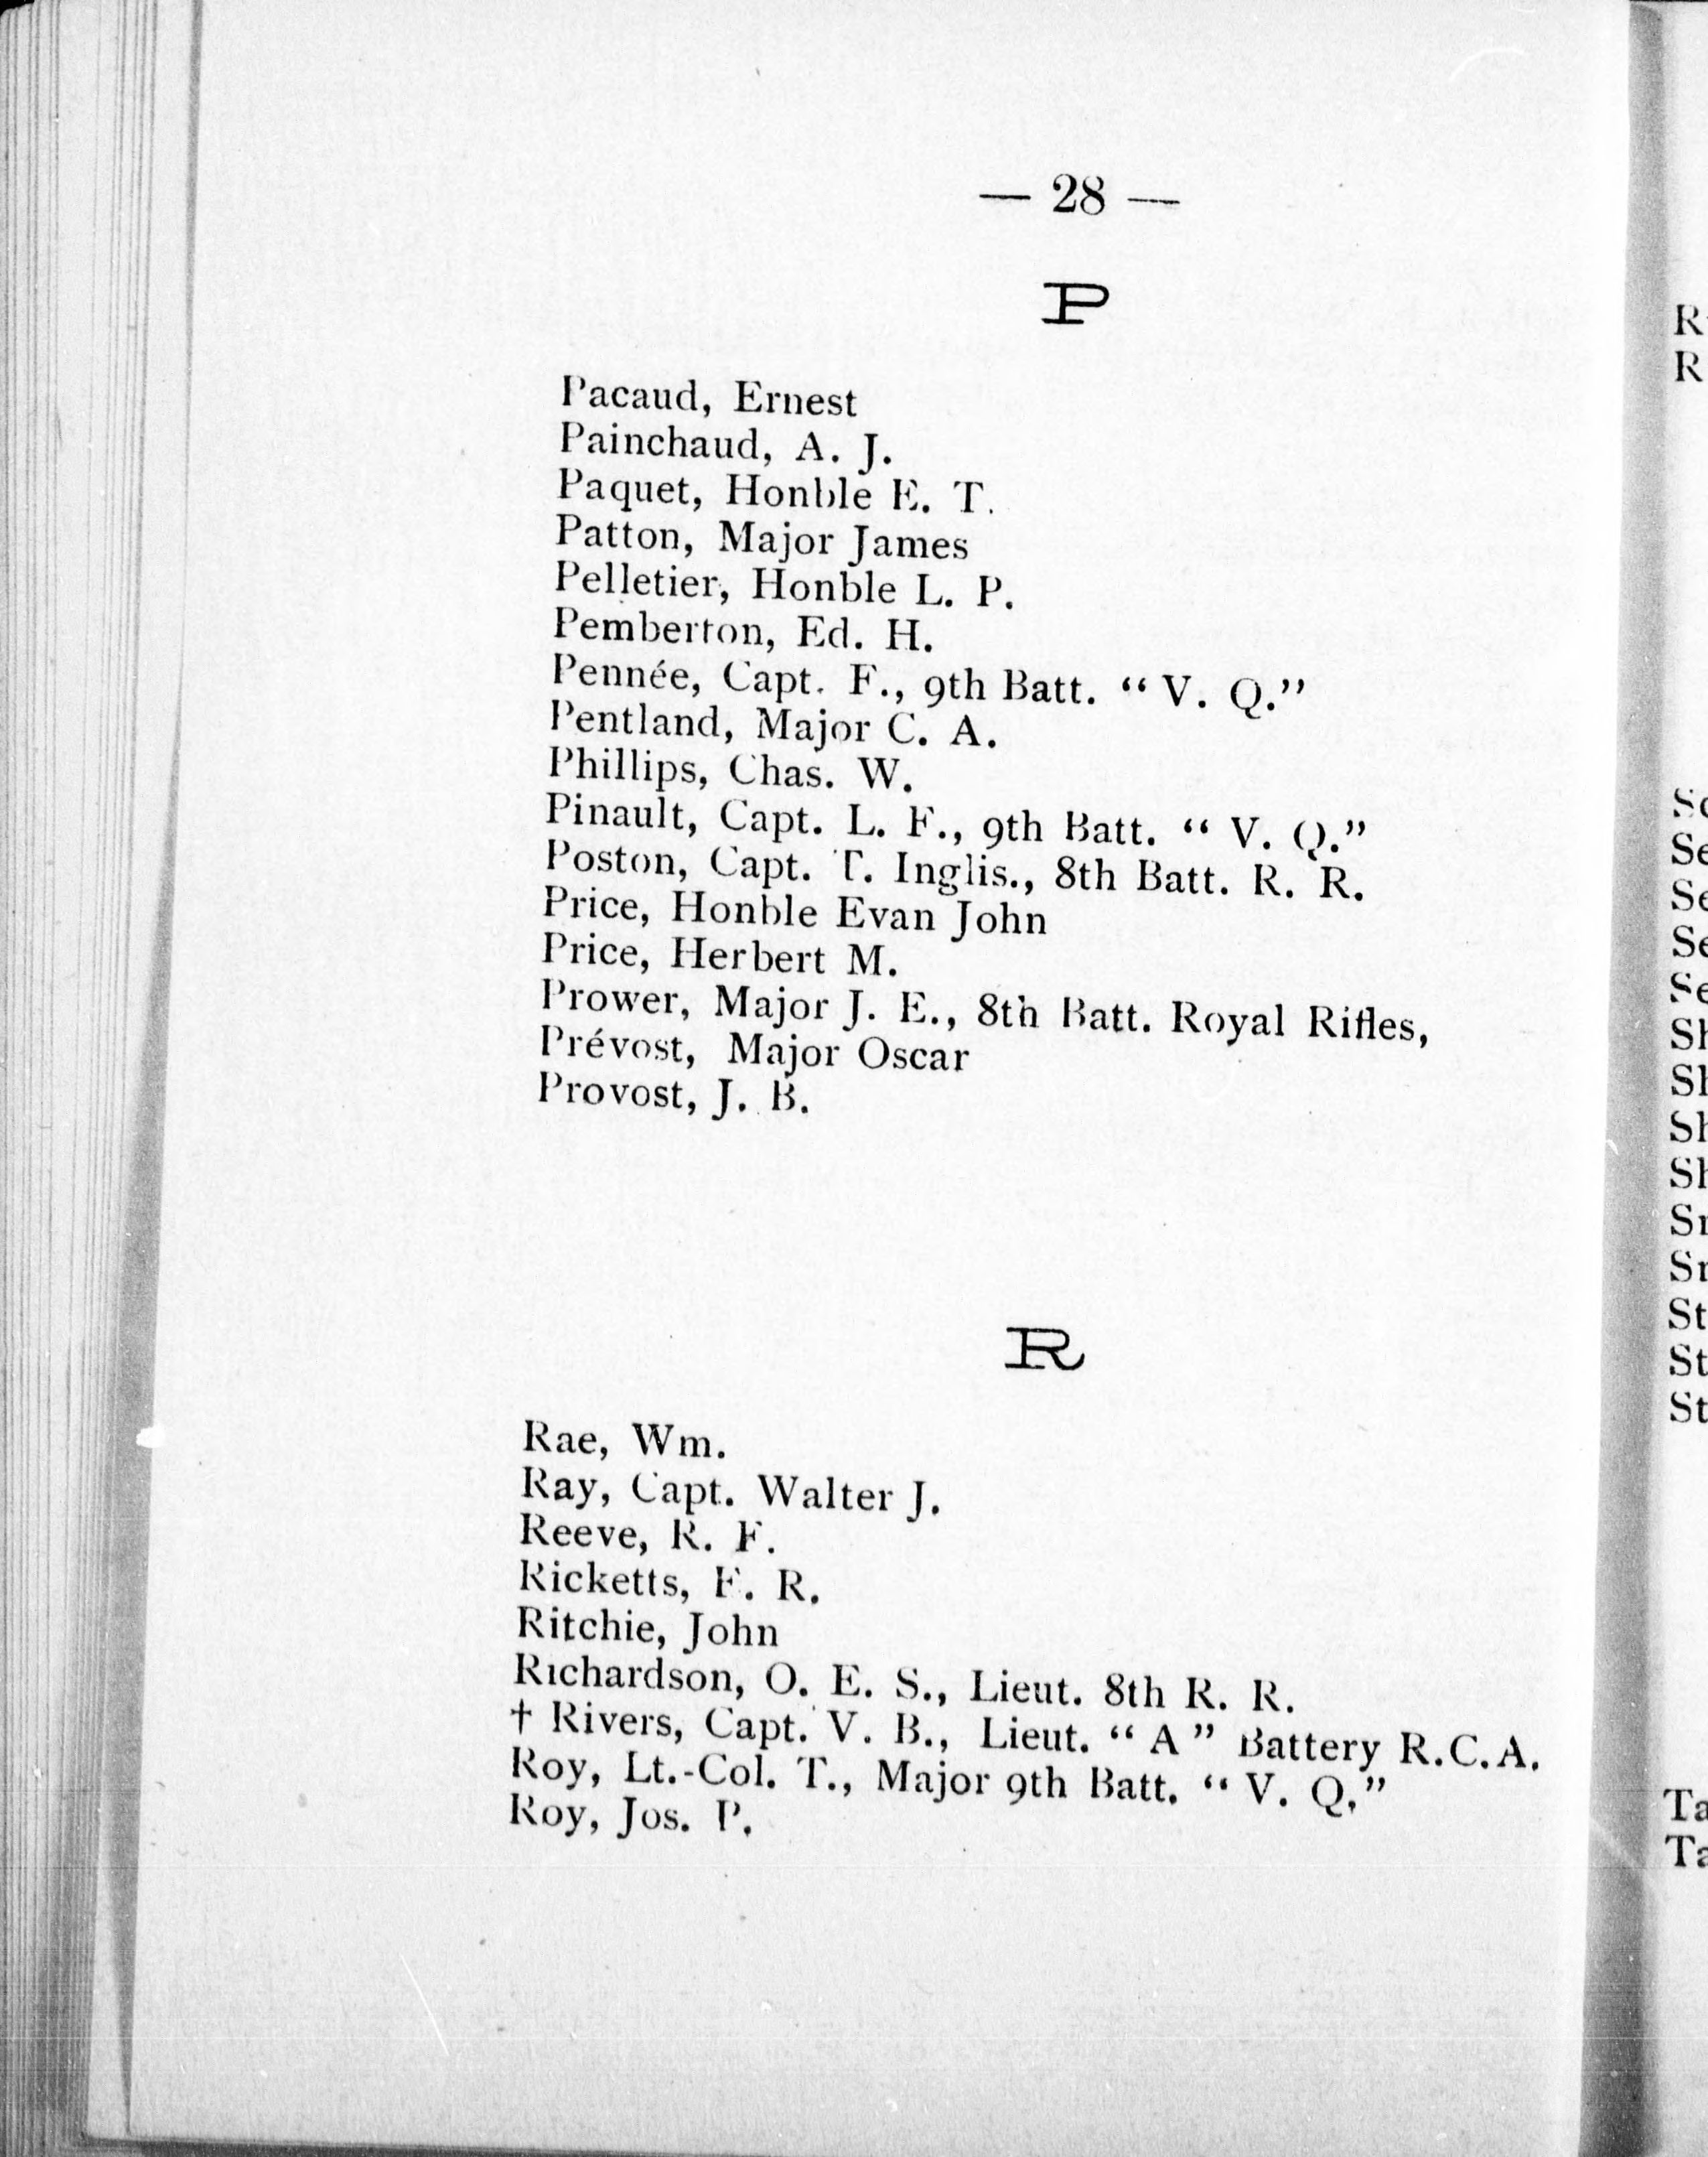 — 28 —
P
Pacaud, Ernest
Painchaud, A. J.
Paquet, Honble E. T.
Patton, Major James
Pelletier, Honble L. P.
Pemberton, Ed. H.
Pennée, Capt. F., 9th Batt. “ V. Q.”
Pentland, Major C. A.
Phillips, Chas. W.
Pinault, Capt. L. F., 9th Batt. “ V. Q.”
Poston, Capt. T. Inglis., 8th Batt. R. R.
Price, Honble Evan John
Price, Herbert M.
Prower, Major J. E., 8th Batt. Royal Rifles,
Prévost, Major Oscar
Provost, J. B.
R
Rae, Wm.
Ray, Capt. Walter J.
Reeve, R. F.
Ricketts, F. R.
Ritchie, John
Richardson, O. E. S., Lieut. 8th R. R.
† Rivers, Capt. V. B., Lieut. “ A ” Battery R.C.A.
Roy, Lt.-Col. T., Major 9th Batt. “ V. Q.”
Roy, Jos. P.